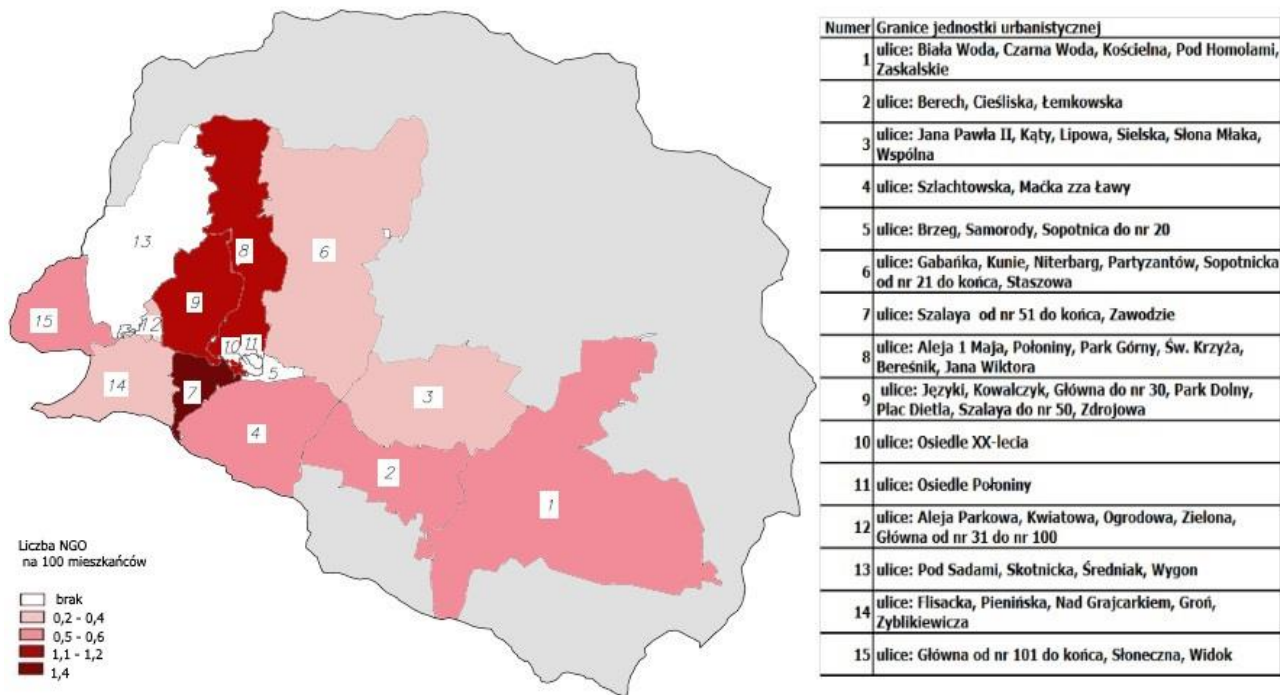 13
8
6
9
15
12
10
11
5
14
7
3
4
2
1
Liczba NGO
na 100 mieszkańców
brak
0,2 - 0,4
0,5 - 0,6
1,1 - 1,2
1,4
Numer Granice jednostki urbanistycznej
1 ulice: Biała Woda, Czarna Woda, Kościelna, Pod Homolami,
Zaskalskie
2 ulice: Berech, Cieśliska, Łemkowska
3 ulice: Jana Pawła II, Kąty, Lipowa, Sielska, Słona Młaka,
Wspólna
4 ulice: Szlachtowska, Maćka zza Ławy
5 ulice: Brzeg, Samorody, Sopotnica do nr 20
6 ulice: Gabańka, Kunie, Niterbarg, Partyzantów, Sopotnicka
od nr 21 do końca, Staszowa
7 ulice: Szalaya od nr 51 do końca, Zawodzie
8 ulice: Aleja 1 Maja, Połoniny, Park Górny, Św. Krzyża,
Bereśnik, Jana Wiktora
9 ulice: Języki, Kowalczyk, Główna do nr 30, Park Dolny,
Plac Dietla, Szalaya do nr 50, Zdrojowa
10 ulice: Osiedle XX-lecia
11 ulice: Osiedle Połoniny
12 ulice: Aleja Parkowa, Kwiatowa, Ogrodowa, Zielona,
Główna od nr 31 do nr 100
13 ulice: Pod Sadami, Skotnicka, Średniak, Wygon
14 ulice: Flisacka, Pienińska, Nad Grajcarkiem, Groń,
Zyblikiewicza
15 ulice: Główna od nr 101 do końca, Słoneczna, Widok